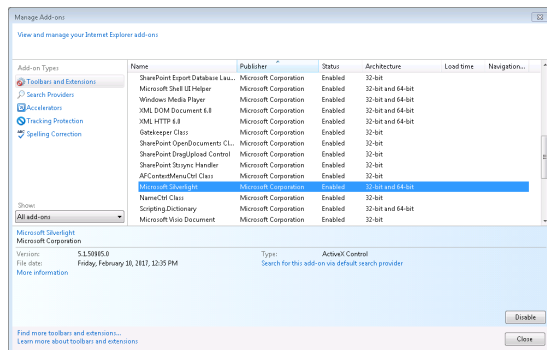 Manage Add-ons
View and manage your Internet Explorer add-ons
Add-on Types
Toolbars and Extensions
Search Providers
Accelerators
Tracking Protection
Spelling Correction
Show:
All add-ons
Name Publisher Status Architecture Load time Navigation...
SharePoint Export Database Lau... Microsoft Corporation Enabled 32-bit
Microsoft Shell UI Helper Microsoft Corporation Enabled 32-bit and 64-bit
Windows Media Player Microsoft Corporation Enabled 32-bit and 64-bit
XML DOM Document 6.0 Microsoft Corporation Enabled 32-bit and 64-bit
XML HTTP 6.0 Microsoft Corporation Enabled 32-bit and 64-bit
Gatekeeper Class Microsoft Corporation Enabled 32-bit
SharePoint OpenDocuments Cl... Microsoft Corporation Enabled 32-bit
SharePoint DragUpload Control Microsoft Corporation Enabled 32-bit
SharePoint Stssync Handler Microsoft Corporation Enabled 32-bit
AFContextMenuCtrl Class Microsoft Corporation Enabled 32-bit
Microsoft Silverlight Microsoft Corporation Enabled 32-bit and 64-bit
NameCtrl Class Microsoft Corporation Enabled 32-bit
Scripting.Dictionary Microsoft Corporation Enabled 32-bit and 64-bit
Microsoft Visio Document Microsoft Corporation Enabled 32-bit
Microsoft Silverlight
Microsoft Corporation
Version: 5.1.50905.0 Type: ActiveX Control
File date: Friday, February 10, 2017, 12:35 PM Search for this add-on via default search provider
More information
Disable
Find more toolbars and extensions...
Learn more about toolbars and extensions
Close